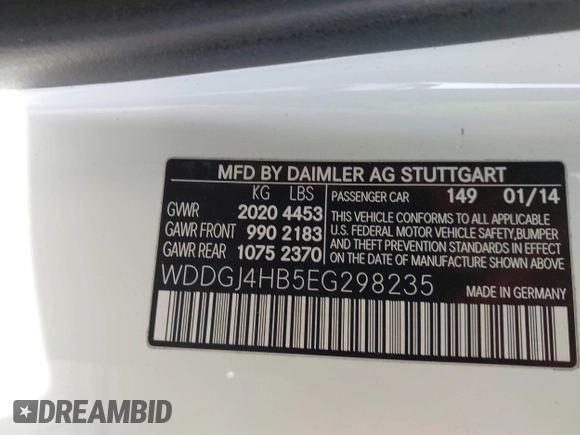 MFD BY DAIMLER AG STUTTGART
KG LBS
GVWR 2020 4453
GAWR FRONT 990 2183
GAWR REAR 1075 2370
PASSENGER CAR 149 01/14
THIS VEHICLE CONFORMS TO ALL APPLICABLE
U.S. FEDERAL MOTOR VEHICLE SAFETY,BUMPER
AND THEFT PREVENTION STANDARDS IN EFFECT
ON THE DATE OF MANUFACTURE SHOWN ABOVE.
WDDGJ4HB5EG298235
MADE IN GERMANY
DREAMBID